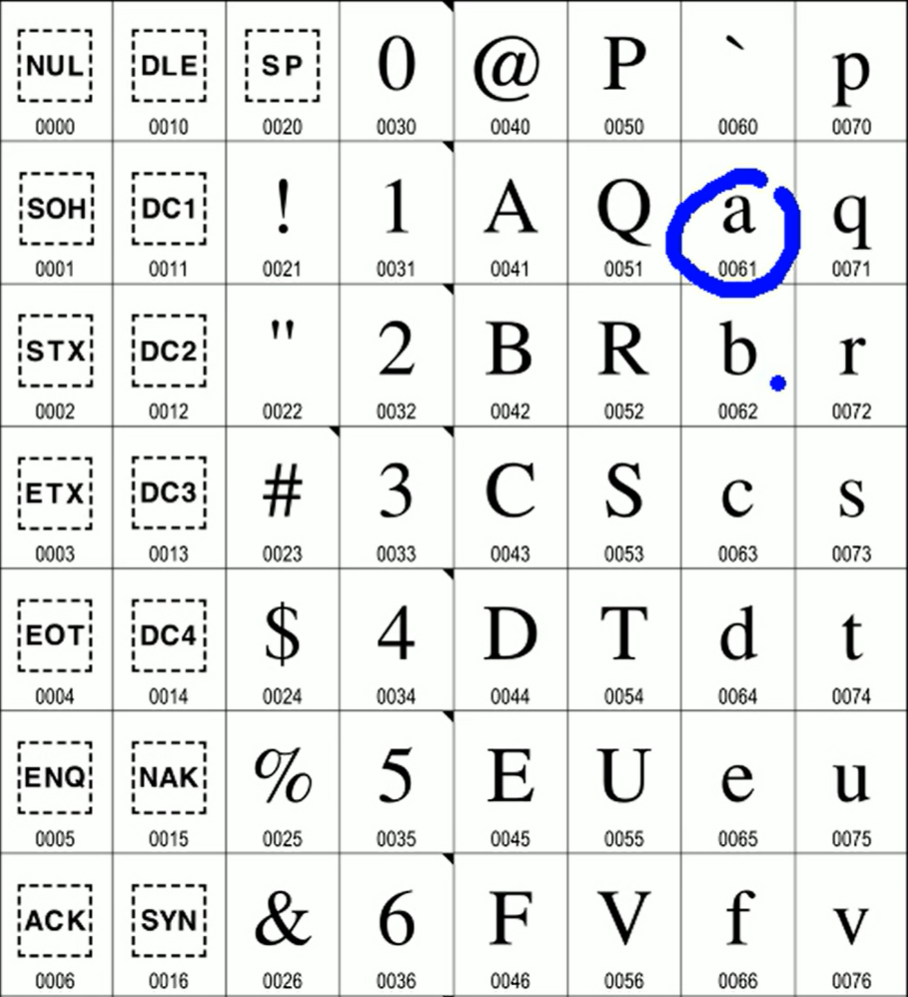 NUL DLE SP 0 @ P ` p
0000 0010 0020 0030 0040 0050 0060 0070
SOH DC1 ! 1 A Q a q
0001 0011 0021 0031 0041 0051 0061 0071
STX DC2 " 2 B R b r
0002 0012 0022 0032 0042 0052 0062 0072
ETX DC3 # 3 C S c s
0003 0013 0023 0033 0043 0053 0063 0073
EOT DC4 $ 4 D T d t
0004 0014 0024 0034 0044 0054 0064 0074
ENQ NAK % 5 E U e u
0005 0015 0025 0035 0045 0055 0065 0075
ACK SYN & 6 F V f v
0006 0016 0026 0036 0046 0056 0066 0076